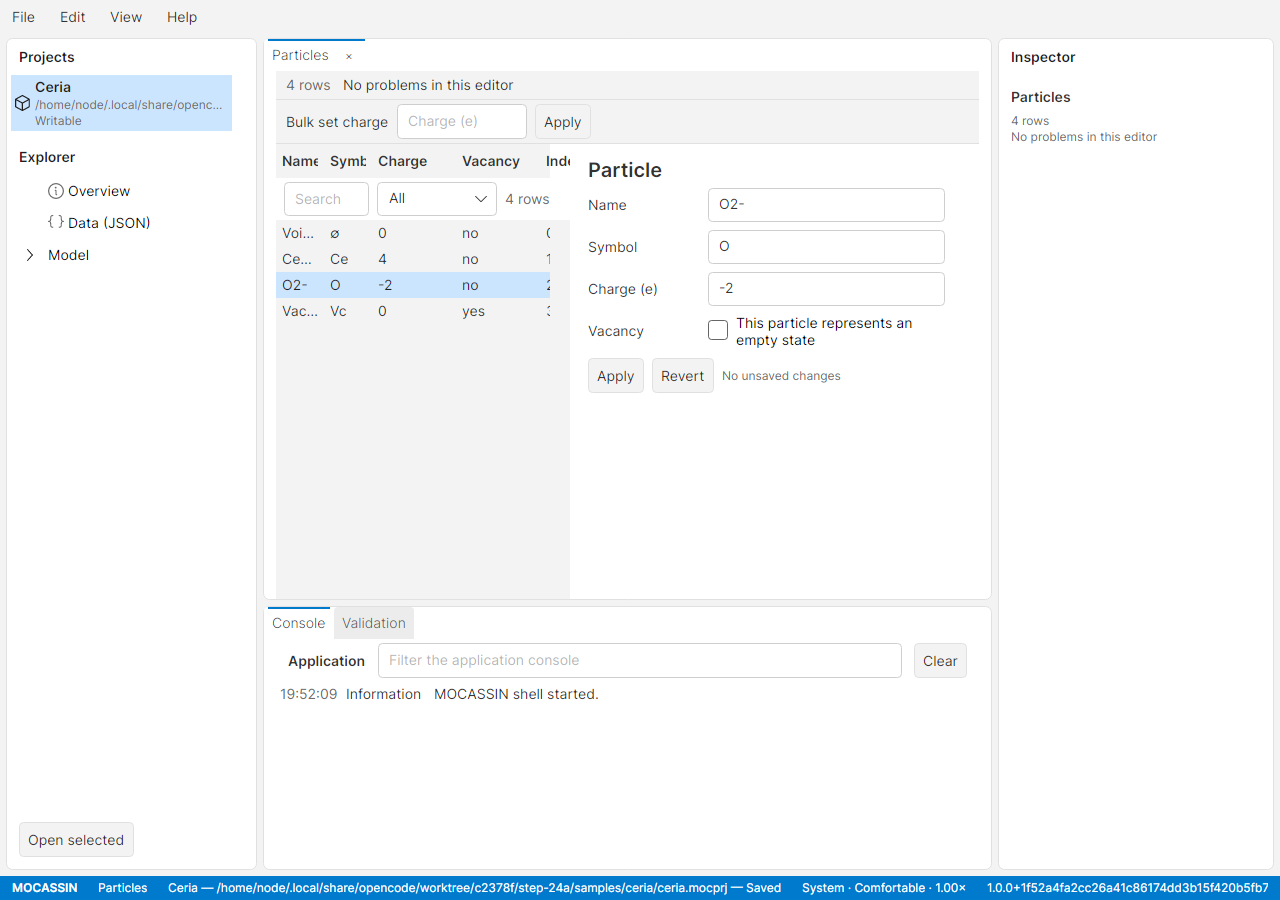 File Edit View Help
Projects
Ceria
/home/node/.local/share/openc...
Writable
Explorer
Overview
Data (JSON)
Model
Open selected
Particles ×
4 rows No problems in this editor
Bulk set charge Charge (e) Apply
Name Symb Charge Vacancy Inde
Search All 4 rows
Voi... ∅ 0 no
Ce... Ce 4 no 1
O2- O -2 no 2
Vac... Vc 0 yes 3
Particle
Name O2-
Symbol O
Charge (e) -2
Vacancy This particle represents an
empty state
Apply Revert No unsaved changes
Console Validation
Application Filter the application console Clear
19:52:09 Information MOCASSIN shell started.
Inspector
Particles
4 rows
No problems in this editor
MOCASSIN Particles Ceria — /home/node/.local/share/opencode/worktree/c2378f/step-24a/samples/ceria/ceria.mocprj — Saved System · Comfortable · 1.00× 1.0.0+1f52a4fa2cc26a41c86174dd3b15f420b5fb7